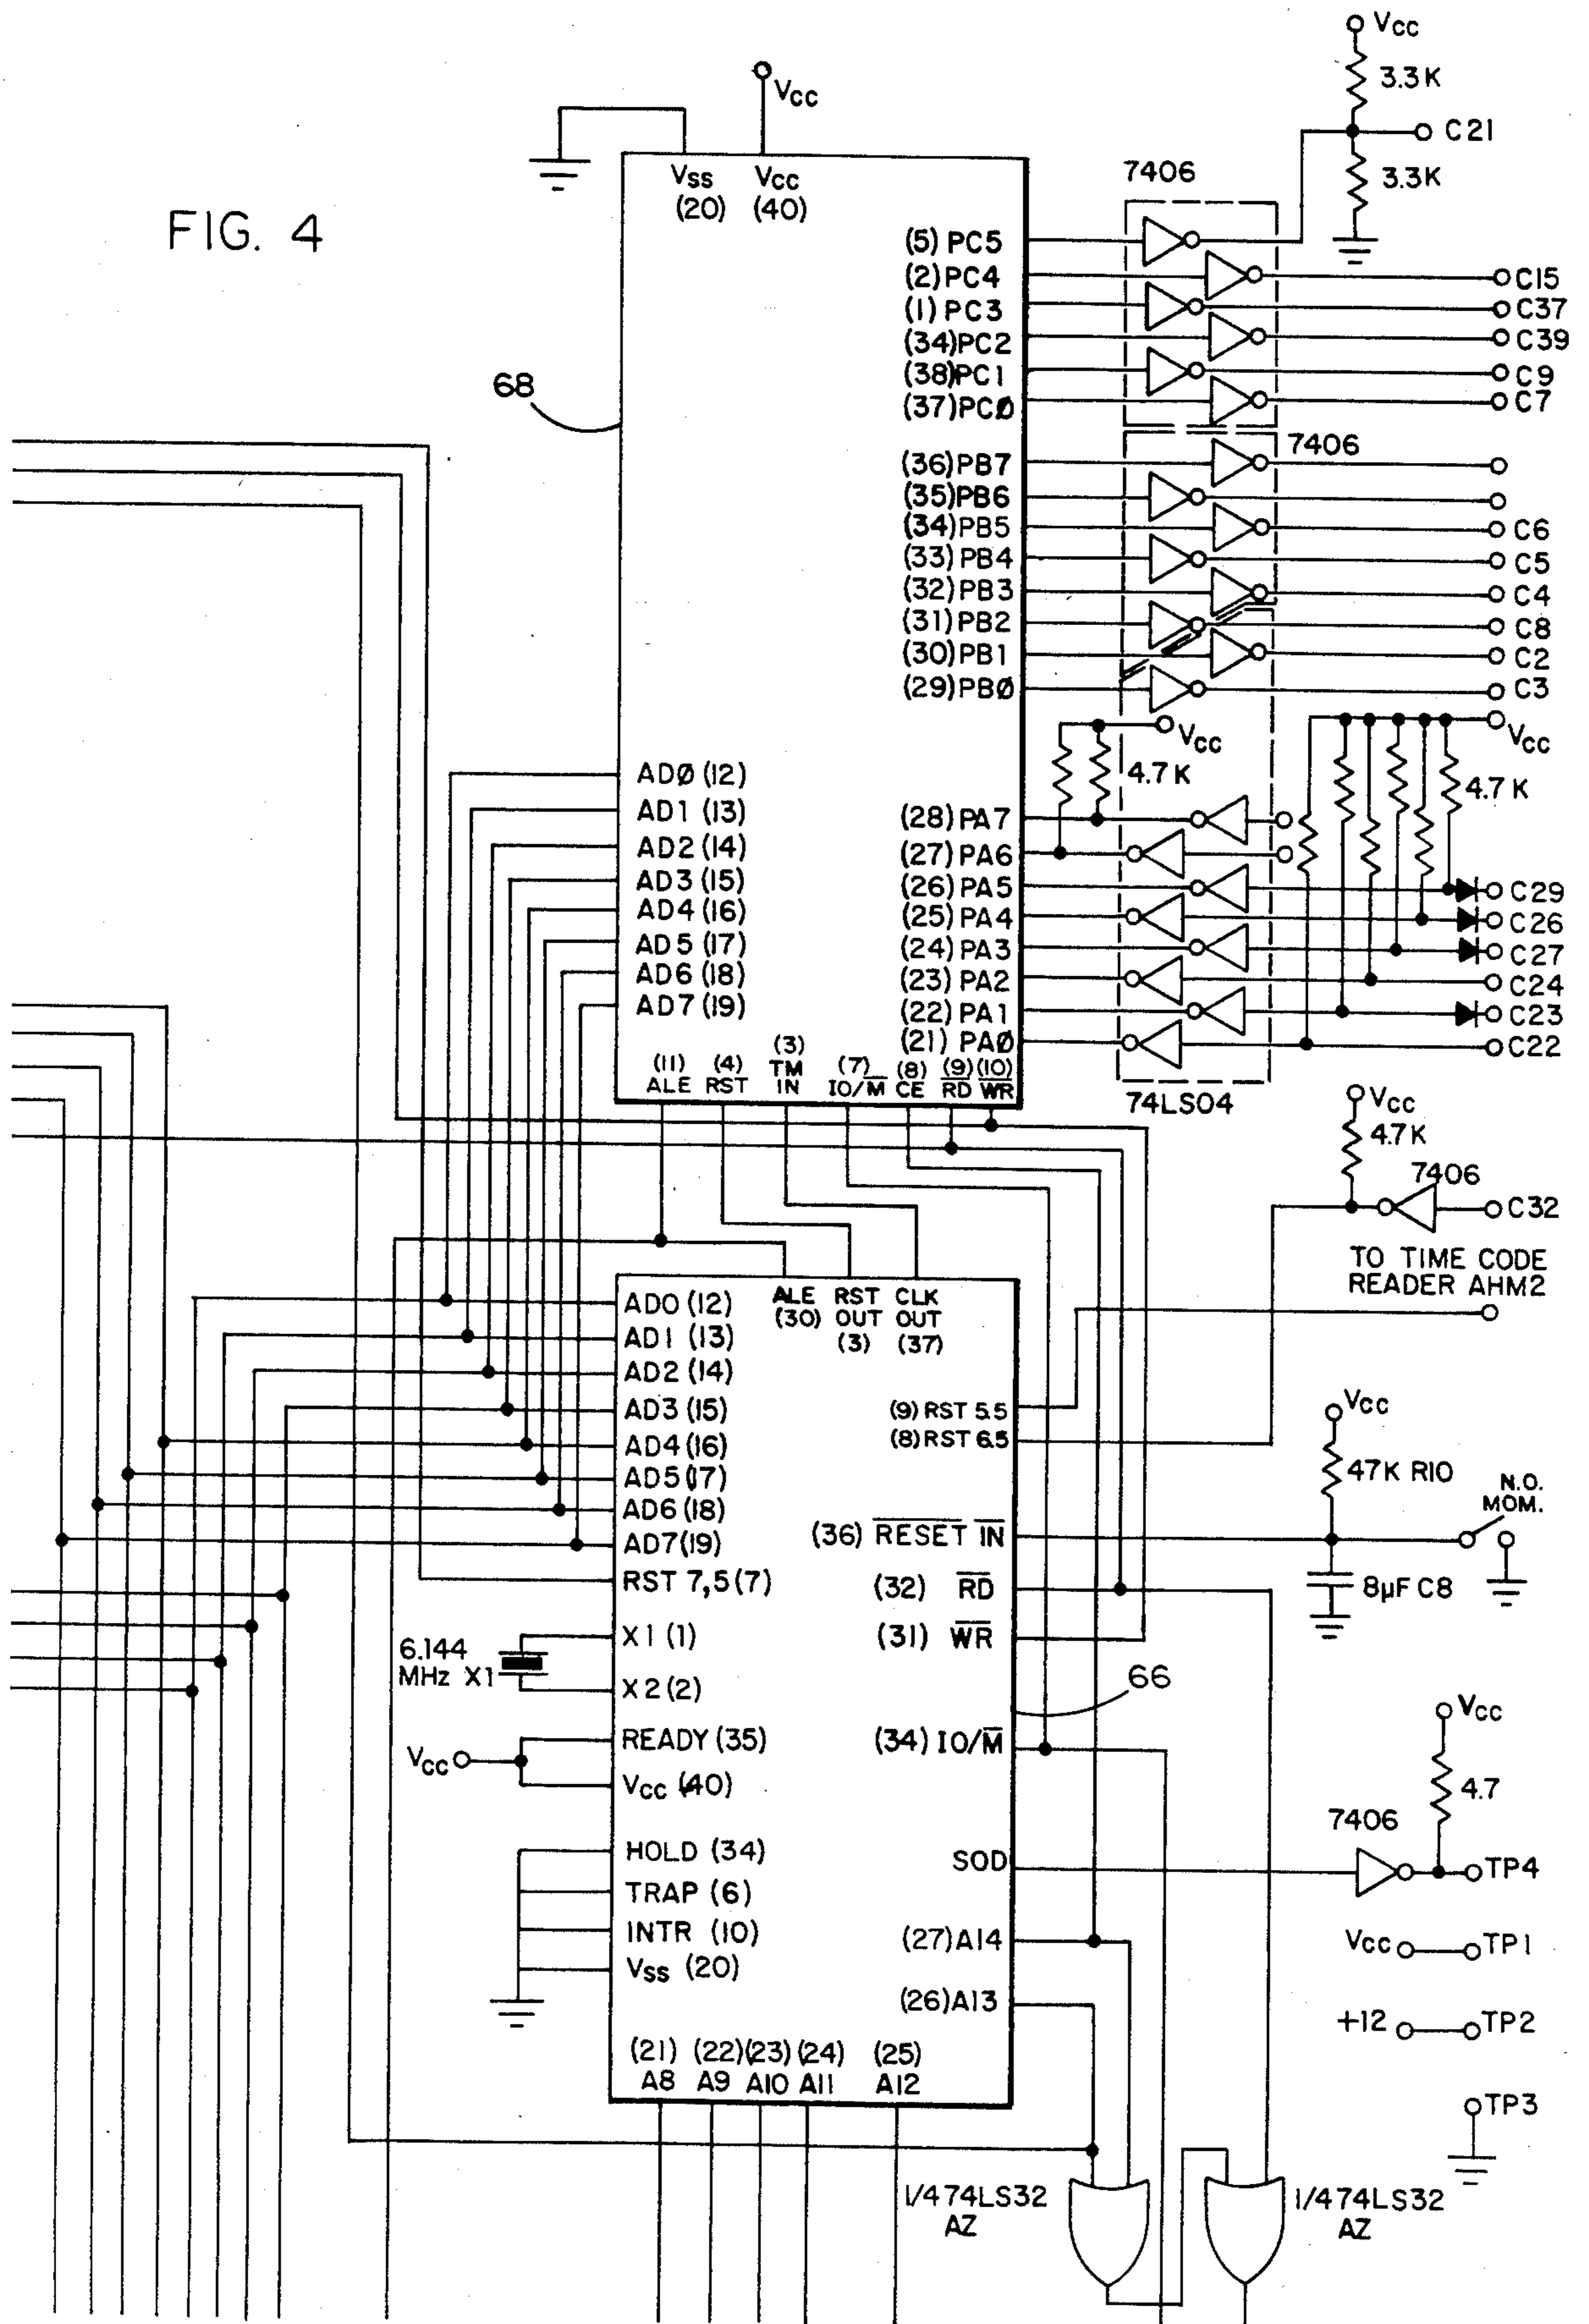 FIG. 4
Vcc
3.3K
C21
3.3K
Vcc
Vss
(20)
Vcc
(40)
68
7406
(5) PC5
(2) PC4
(1) PC3
(34)PC2
(38)PC1
(37)PCØ
C15
C37
C39
C9
C7
7406
(36)PB7
(35)PB6
(34)PB5
(33)PB4
(32)PB3
(31)PB2
(30)PB1
(29)PBØ
C6
C5
C4
C8
C2
C3
Vcc
4.7K
Vcc
4.7K
(28)PA7
(27)PA6
(26)PA5
(25)PA4
(24)PA3
(23)PA2
(22)PA1
(21)PAØ
C29
C26
C27
C24
C23
C22
74LS04
ADØ (12)
AD1 (13)
AD2 (14)
AD3 (15)
AD4 (16)
AD5 (17)
AD6 (18)
AD7 (19)
(11)
ALE
(4)
RST
(3)
TM
IN
(7)
IO/M̅
(8)
CE
(9)
R̅D̅
(10)
W̅R̅
Vcc
4.7K
7406
C32
TO TIME CODE
READER AHM2
ALE
(30)
RST
OUT
(3)
CLK
OUT
(37)
AD0 (12)
AD1 (13)
AD2 (14)
AD3 (15)
AD4 (16)
AD5 (17)
AD6 (18)
AD7(19)
RST 7,5(7)
X1 (1)
6.144
MHz X1
X2 (2)
READY (35)
Vcc
Vcc (40)
HOLD (34)
TRAP (6)
INTR (10)
Vss (20)
(9) RST 5.5
(8) RST 6.5
(36) R̅E̅S̅E̅T̅ I̅N̅
(32) R̅D̅
(31) W̅R̅
66
(34) IO/M̅
SOD
(27)A14
(26)A13
(21)
A8
(22)
A9
(23)
A10
(24)
A11
(25)
A12
Vcc
47K R10
N.O.
MOM.
8µF C8
Vcc
4.7
7406
TP4
Vcc
TP1
+12
TP2
TP3
1/474LS32
AZ
1/474LS32
AZ